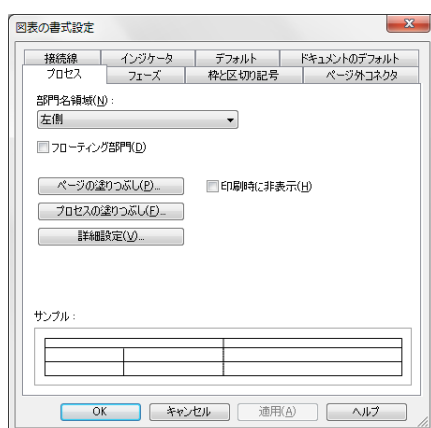 図表の書式設定
接続線 インジケータ デフォルト ドキュメントのデフォルト
プロセス フェーズ 枠と区切り記号 ページ外コネクタ
部門名領域(N) :
左側
フローティング部門(D)
ページの塗りつぶし(P)... 印刷時に非表示(H)
プロセスの塗りつぶし(F)...
詳細設定(V)...
サンプル :
OK キャンセル 適用(A) ヘルプ